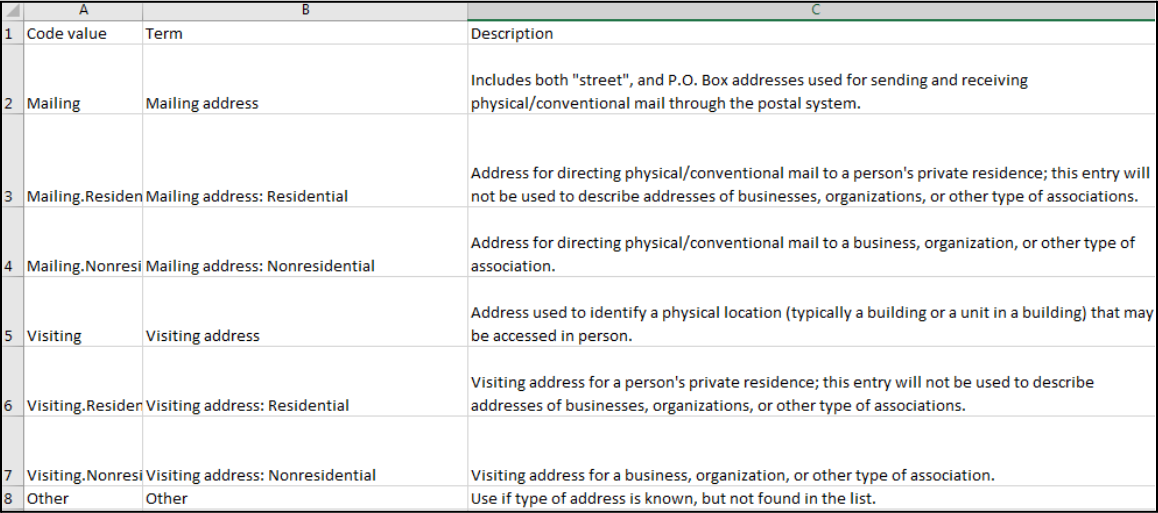 A B C
1 Code value Term Description
Includes both "street", and P.O. Box addresses used for sending and receiving
2 Mailing Mailing address physical/conventional mail through the postal system.
Address for directing physical/conventional mail to a person's private residence; this entry will
3 Mailing.Residen Mailing address: Residential not be used to describe addresses of businesses, organizations, or other type of associations.
Address for directing physical/conventional mail to a business, organization, or other type of
4 Mailing.Nonresi Mailing address: Nonresidential association.
Address used to identify a physical location (typically a building or a unit in a building) that may
5 Visiting Visiting address be accessed in person.
Visiting address for a person's private residence; this entry will not be used to describe
6 Visiting.Residen Visiting address: Residential addresses of businesses, organizations, or other type of associations.
7 Visiting.Nonresi Visiting address: Nonresidential Visiting address for a business, organization, or other type of association.
8 Other Other Use if type of address is known, but not found in the list.